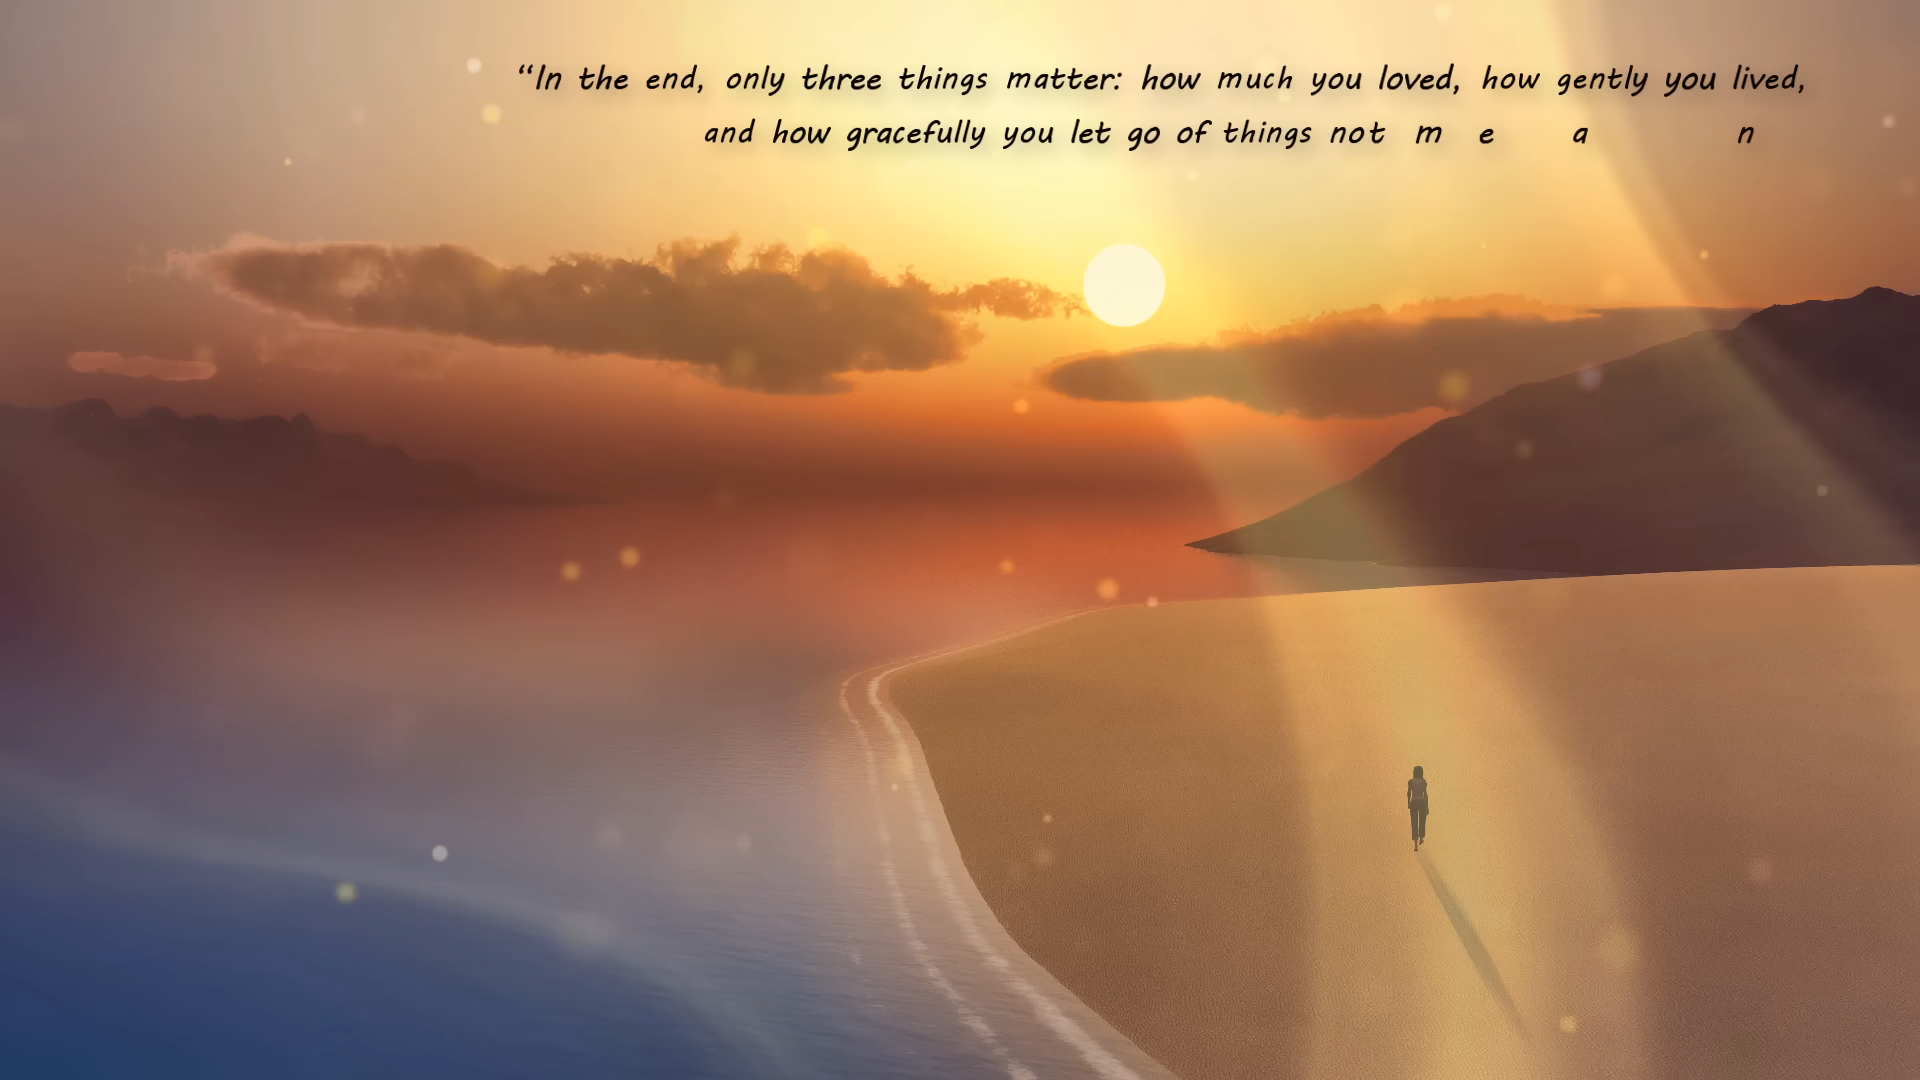 “In the end, only three things matter: how much you loved, how gently you lived,
and how gracefully you let go of things not m e a n